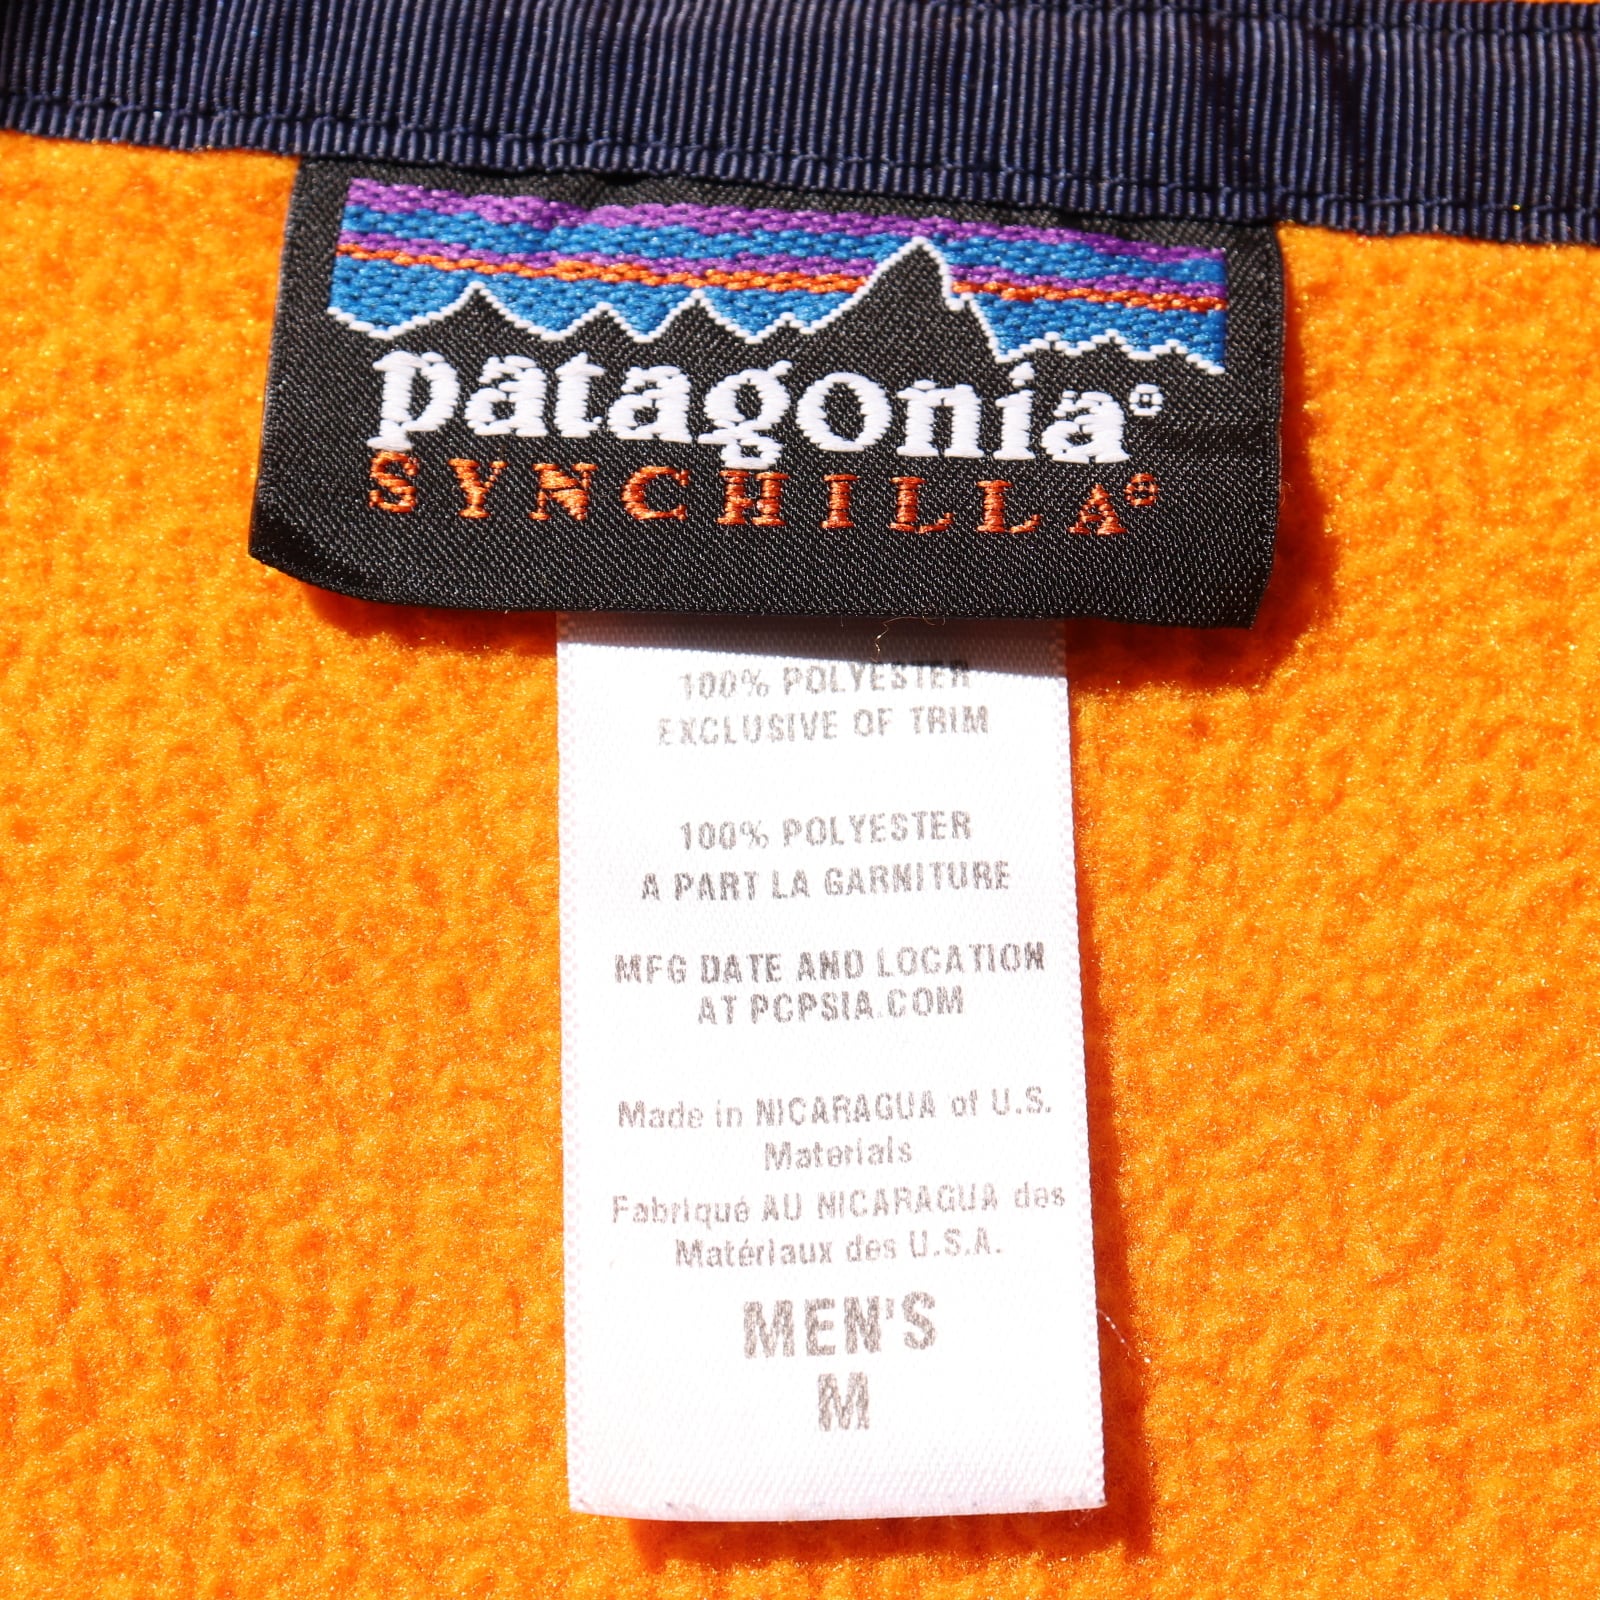 patagonia®
SYNCHILLA®
100% POLYESTER
EXCLUSIVE OF TRIM
100% POLYESTER
A PART LA GARNITURE
MFG DATE AND LOCATION
AT PCPSIA.COM
Made in NICARAGUA of U.S.
Materials
Fabriqué AU NICARAGUA des
Matériaux des U.S.A.
MEN'S
M